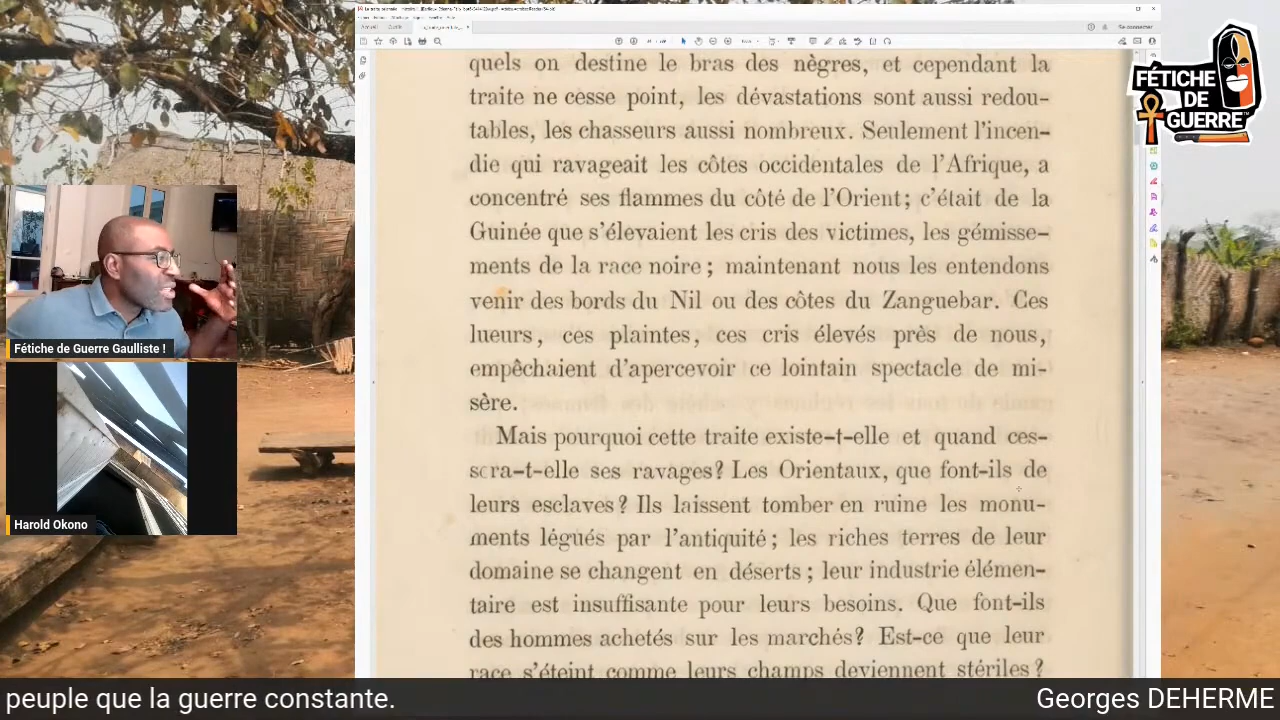 quels on destine le bras des nègres, et cependant la
traite ne cesse point, les dévastations sont aussi redou-
tables, les chasseurs aussi nombreux. Seulement l'incen-
die qui ravageait les côtes occidentales de l'Afrique, a
concentré ses flammes du côté de l'Orient; c'était de la
Guinée que s'élevaient les cris des victimes, les gémisse-
ments de la race noire; maintenant nous les entendons
venir des bords du Nil ou des côtes du Zanguebar. Ces
lueurs, ces plaintes, ces cris élevés près de nous,
empêchaient d'apercevoir ce lointain spectacle de mi-
sère.
Mais pourquoi cette traite existe-t-elle et quand ces-
sera-t-elle ses ravages? Les Orientaux, que font-ils de
leurs esclaves? Ils laissent tomber en ruine les monu-
ments légués par l'antiquité; les riches terres de leur
domaine se changent en déserts; leur industrie élémen-
taire est insuffisante pour leurs besoins. Que font-ils
des hommes achetés sur les marchés? Est-ce que leur
race s'éteint comme leurs champs deviennent stériles?
FÉTICHE
DE
GUERRE™
Fétiche de Guerre Gaulliste !
Harold Okono
peuple que la guerre constante.
Georges DEHERME